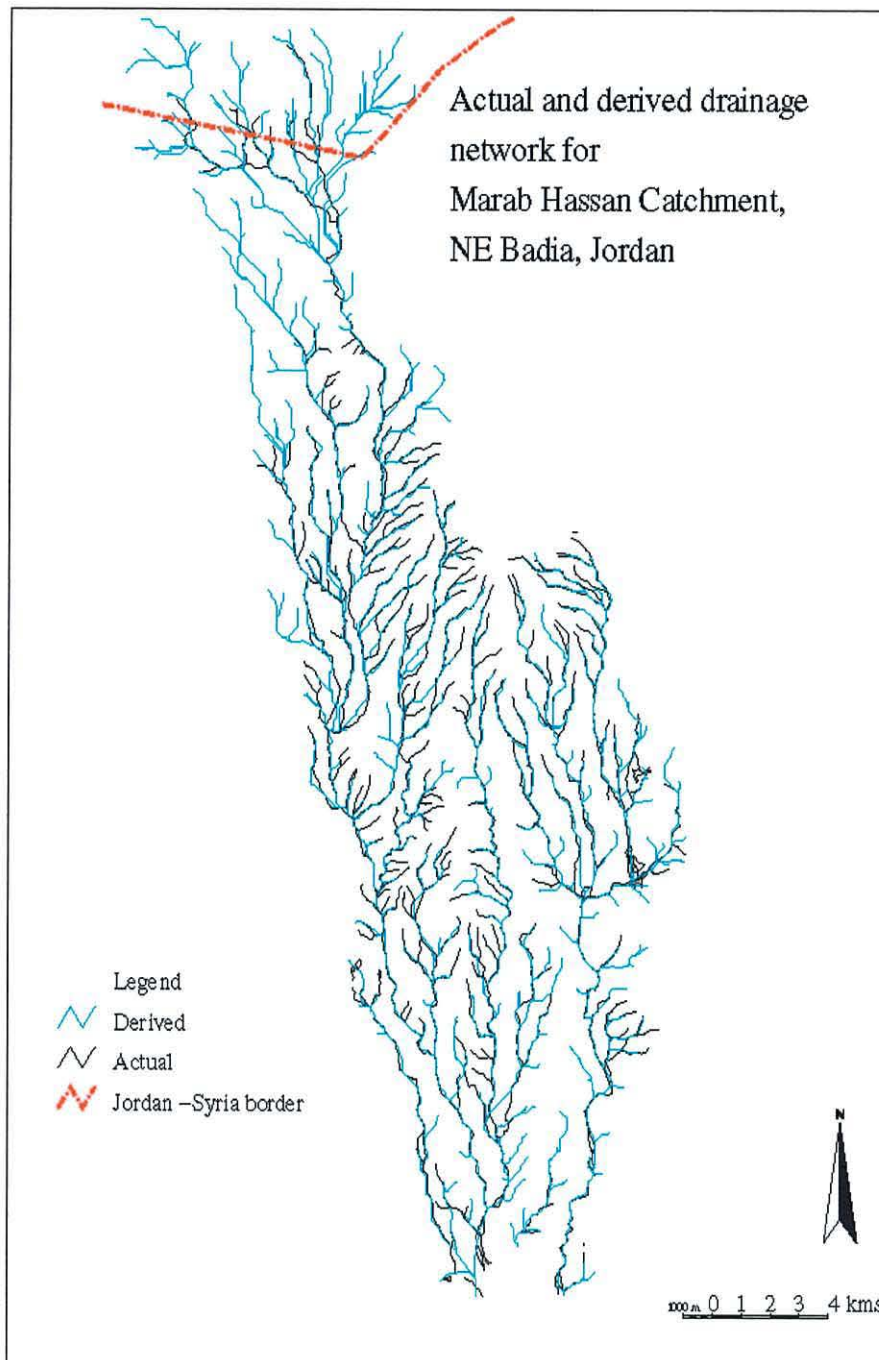 Actual and derived drainage
network for
Marab Hassan Catchment,
NE Badia, Jordan
Legend
Derived
Actual
Jordan –Syria border
N
1000 m. 0 1 2 3 4 kms